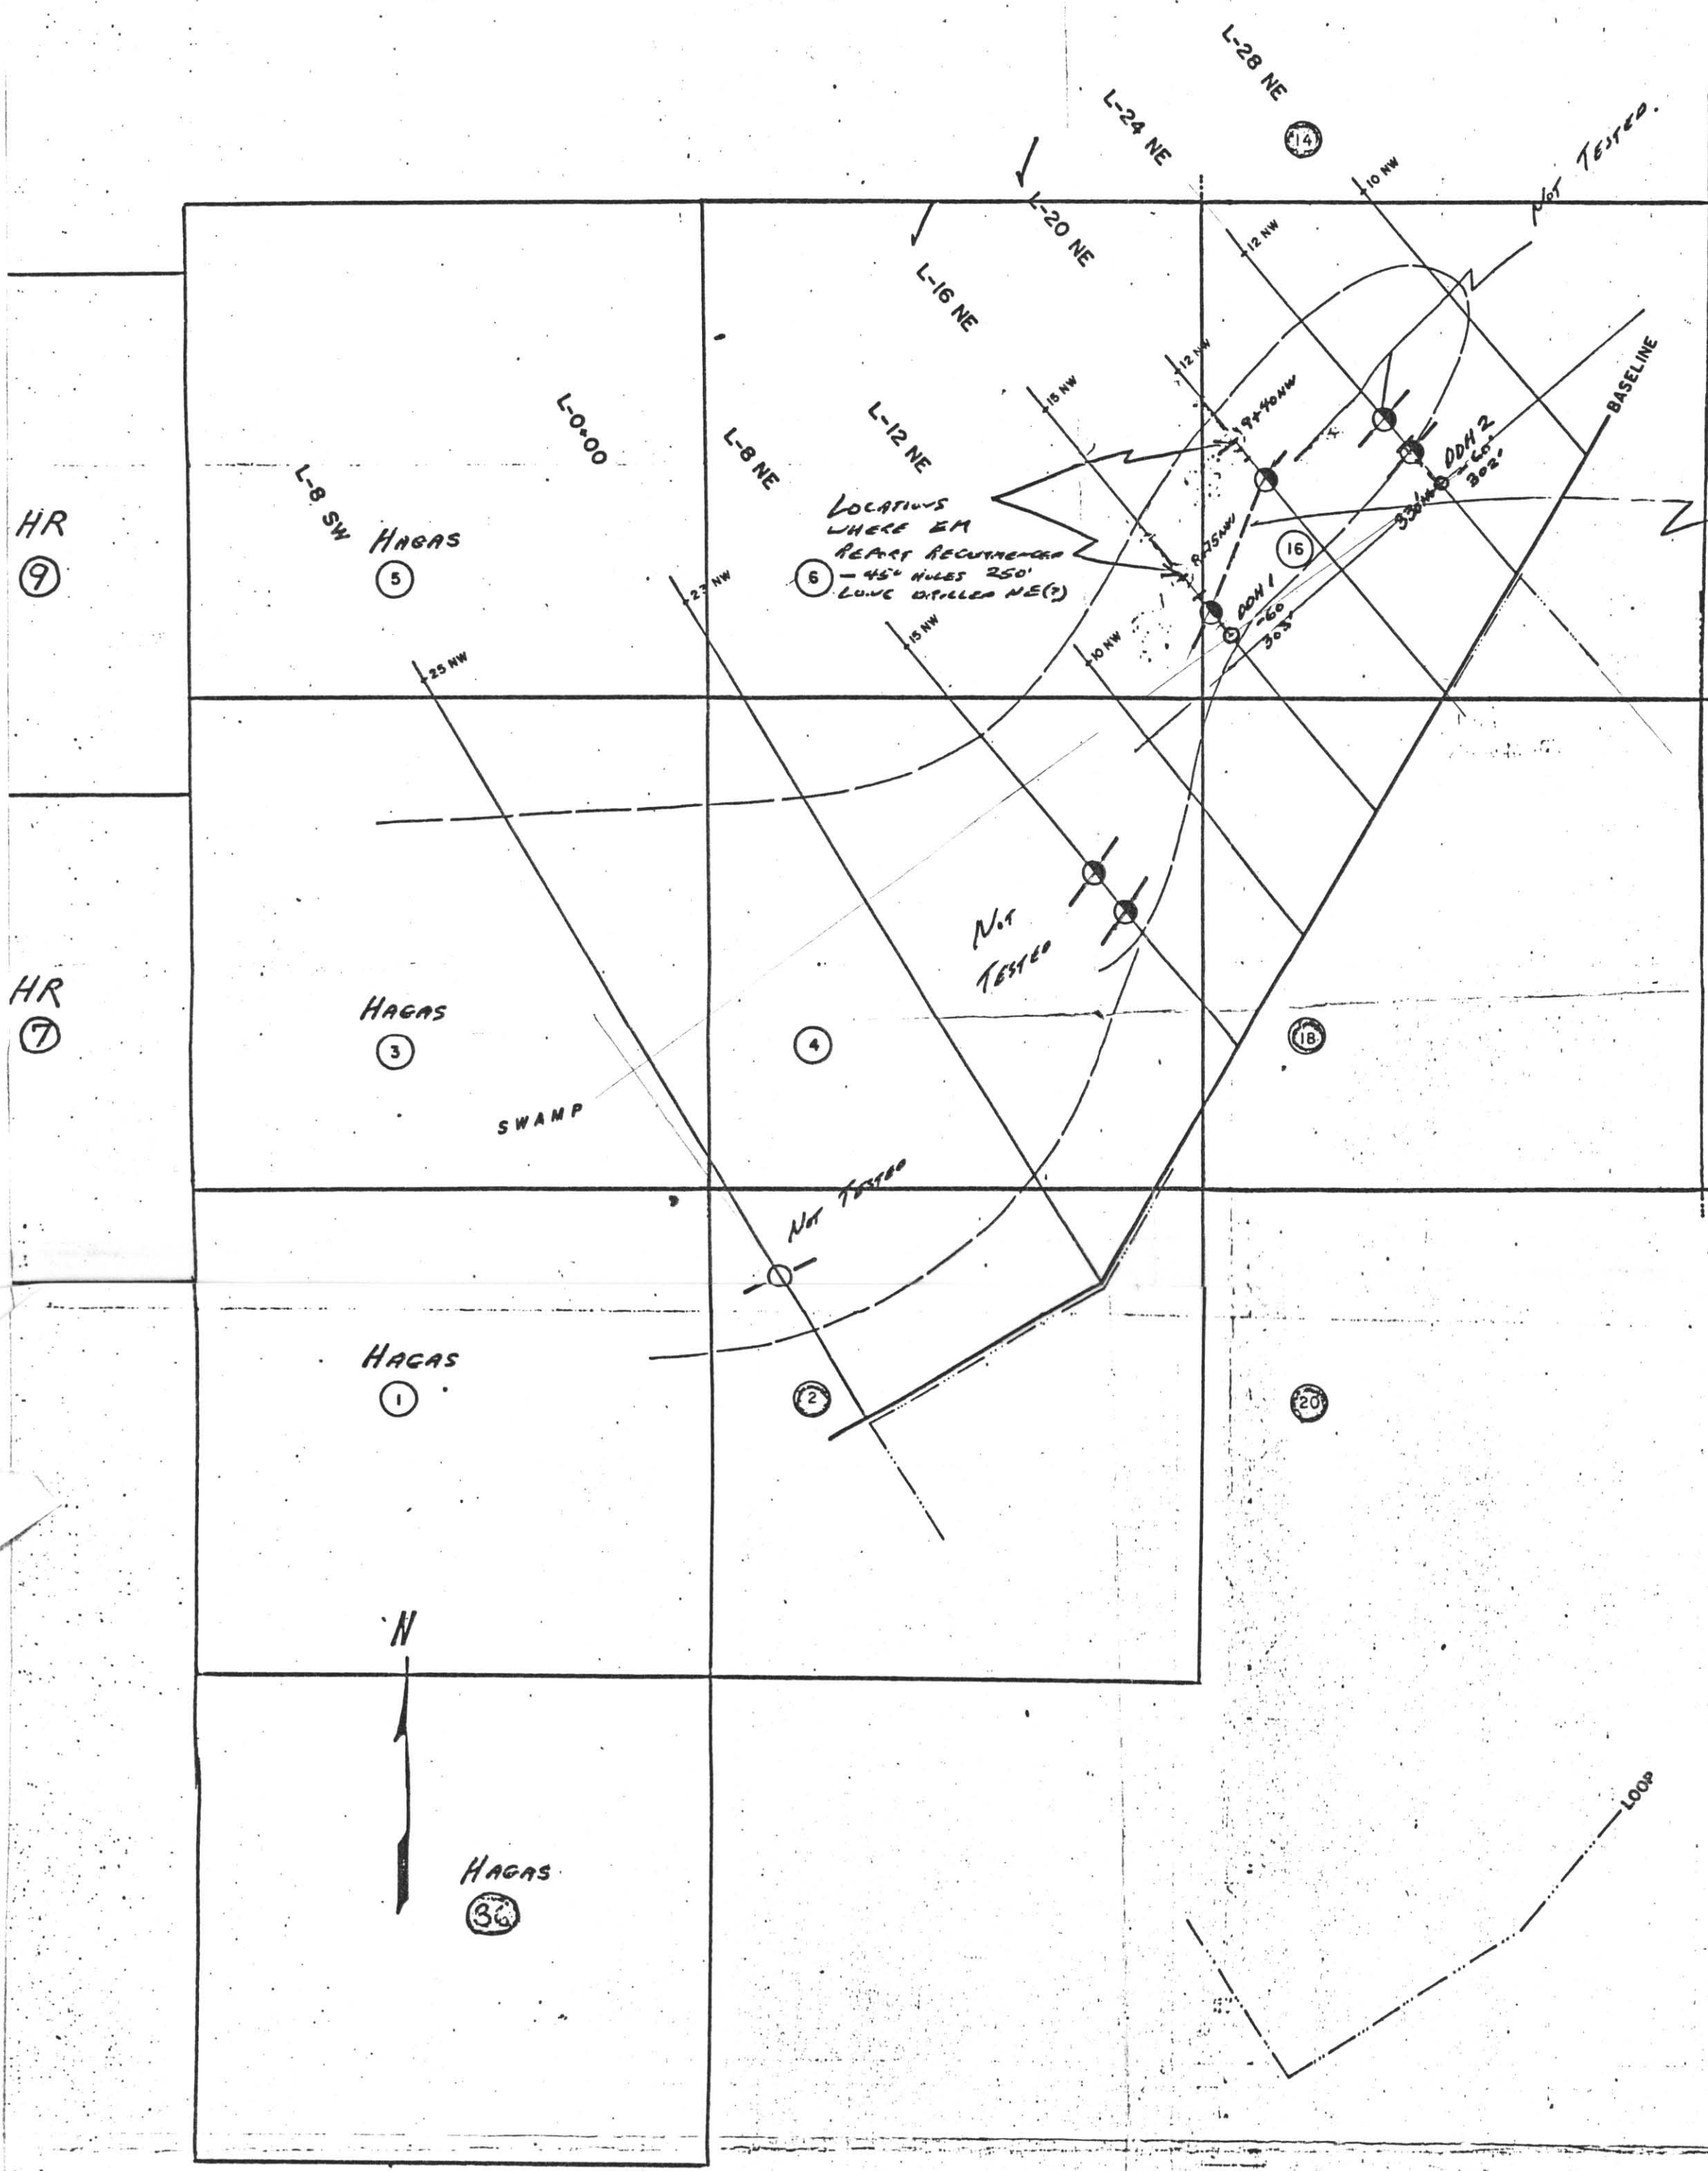 L-28 NE
L-24 NE
14
NOT TESTED.
10 NW
L-20 NE
12 NW
L-16 NE
12 NW
BASELINE
15 NW
9+40NW
L-0+00
L-12 NE
L-8 NE
DDH 2
-60°
302'
L-8 SW
LOCATIONS
WHERE EM
REPORT RECOMMENDED
-45° HOLES 250'
LONG DRILLED NE(?)
HR
9
HAGAS
5
6
16
8+75NW
DDH 1
-60
303'
15 NW
10 NW
25 NW
NOT
TESTED
HR
7
HAGAS
3
4
18
SWAMP
NOT TESTED
HAGAS
1
2
20
N
LOOP
HAGAS
36